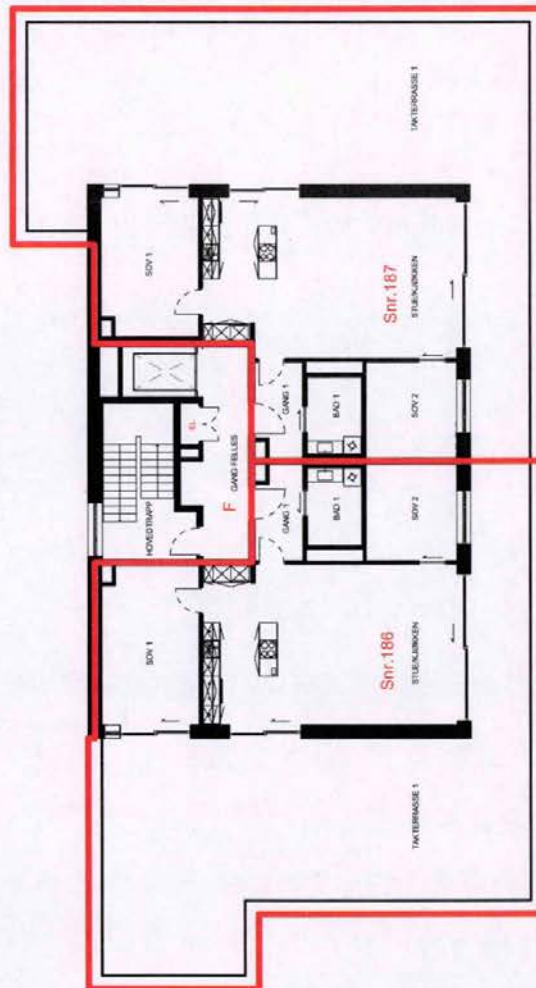 TAKTERRASSE 1
SOV 1
Snr.187
STUE/KJØKKEN
GANG 1
BAD 1
SOV 2
EL
GANG FELLES
F
HOVEDTRAPP
GANG 1
BAD 1
SOV 2
SOV 1
Snr.186
STUE/KJØKKEN
TAKTERRASSE 1